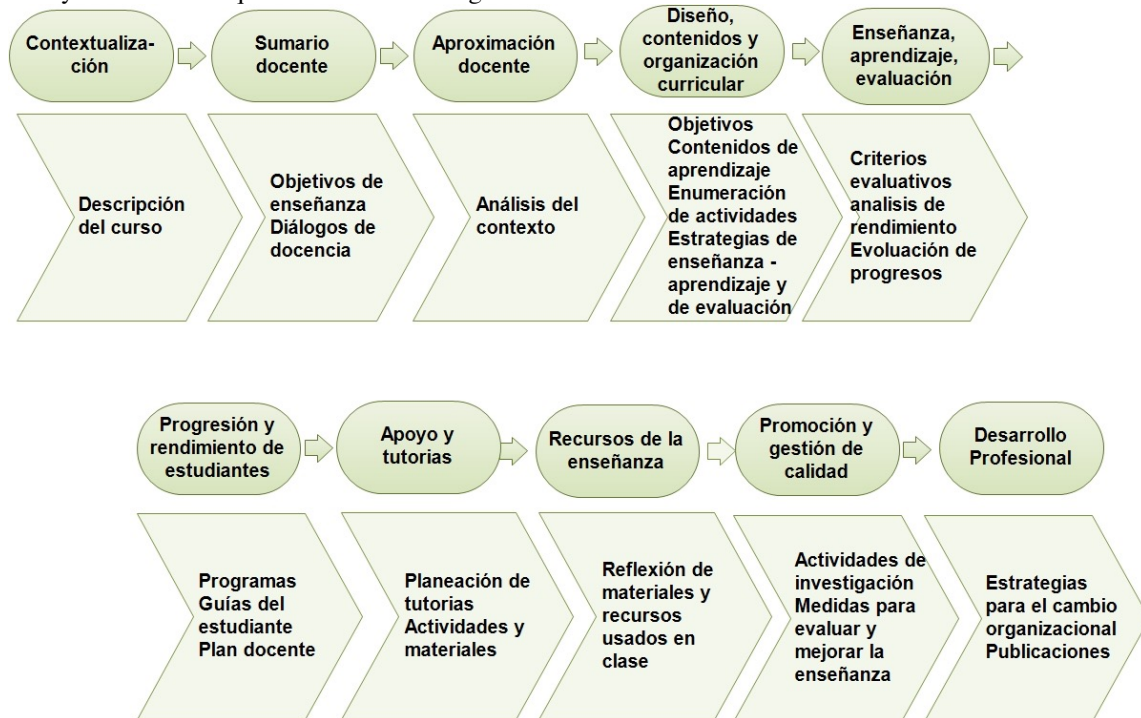 Contextualiza-
ción
Sumario
docente
Aproximación
docente
Diseño,
contenidos y
organización
curricular
Enseñanza,
aprendizaje,
evaluación
Descripción
del curso
Objetivos de
enseñanza
Diálogos de
docencia
Análisis del
contexto
Objetivos
Contenidos de
aprendizaje
Enumeración
de actividades
Estrategias de
enseñanza -
aprendizaje y
de evaluación
Criterios
evaluativos
analisis de
rendimiento
Evoluación de
progresos
Progresión y
rendimiento de
estudiantes
Apoyo y
tutorias
Recursos de la
enseñanza
Promoción y
gestión de
calidad
Desarrollo
Profesional
Programas
Guías del
estudiante
Plan docente
Planeación de
tutorias
Actividades y
materiales
Reflexión de
materiales y
recursos
usados en
clase
Actividades de
investigación
Medidas para
evaluar y
mejorar la
enseñanza
Estrategias
para el cambio
organizacional
Publicaciones